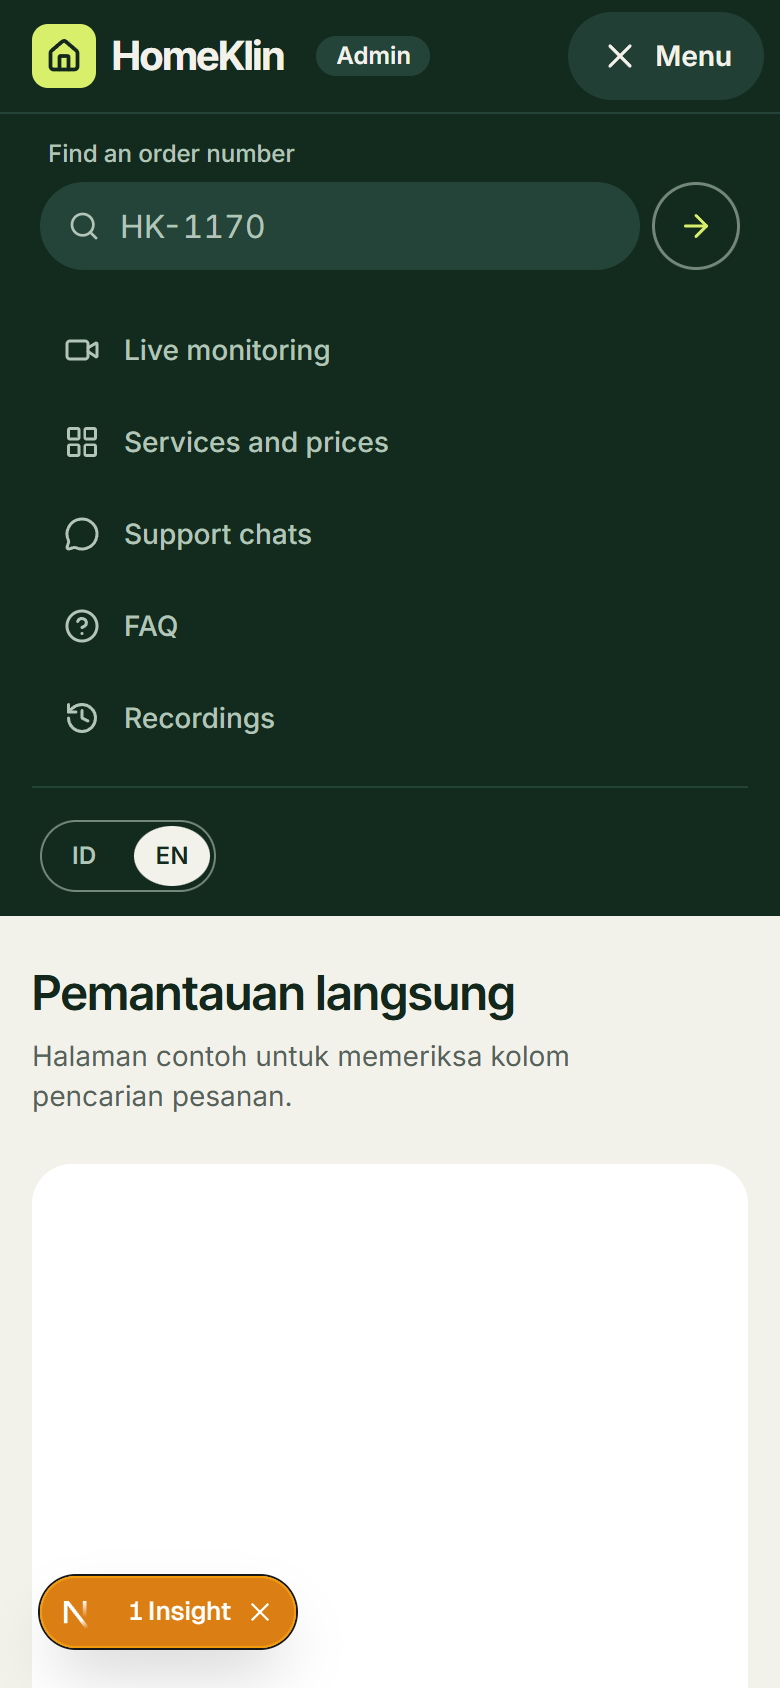 HomeKlin
Admin
Menu
Find an order number
HK-1170
Live monitoring
Services and prices
Support chats
FAQ
Recordings
ID
EN
Pemantauan langsung
Halaman contoh untuk memeriksa kolom
pencarian pesanan.
N
1 Insight